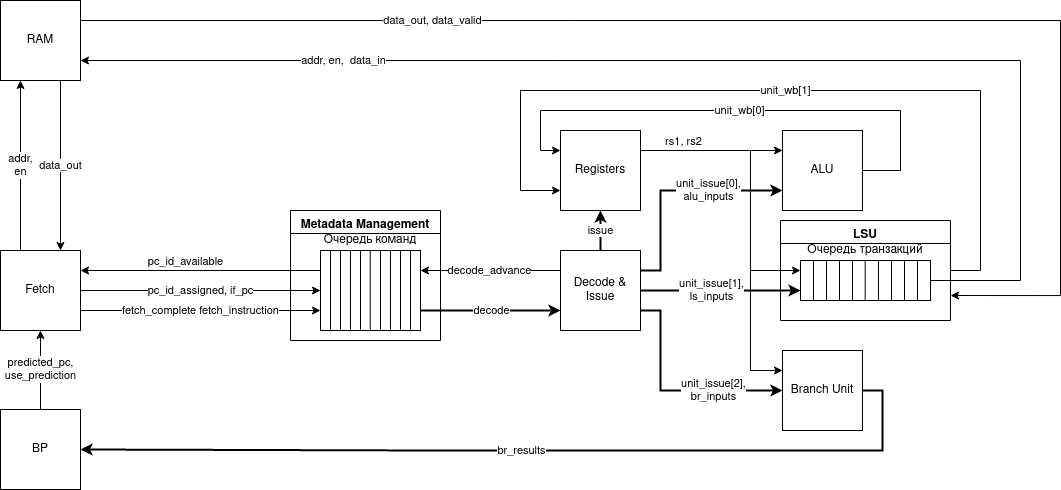 data_out, data_valid
RAM
addr, en,  data_in
unit_wb[1]
unit_wb[0]
addr,
en
data_out
rs1, rs2
Registers
ALU
unit_issue[0],
alu_inputs
Metadata Management
Очередь команд
issue
LSU
Очередь транзакций
pc_id_available
decode_advance
Fetch
pc_id_assigned, if_pc
Decode &
Issue
unit_issue[1],
ls_inputs
fetch_complete fetch_instruction
decode
predicted_pc,
use_prediction
unit_issue[2],
br_inputs
Branch Unit
BP
br_results